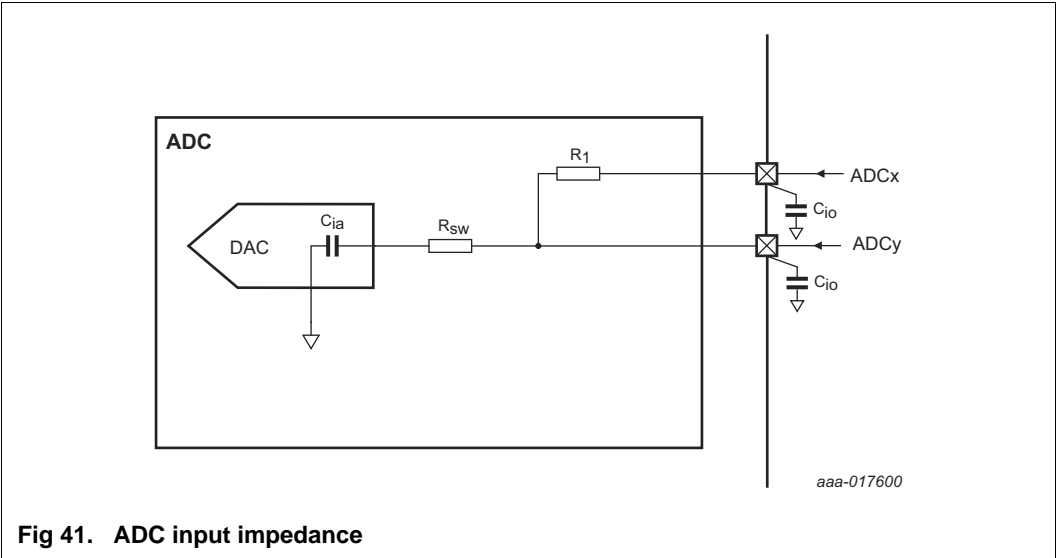 ADC
R1
ADCx
Cio
Cia
Rsw
DAC
ADCy
Cio
aaa-017600
Fig 41. ADC input impedance